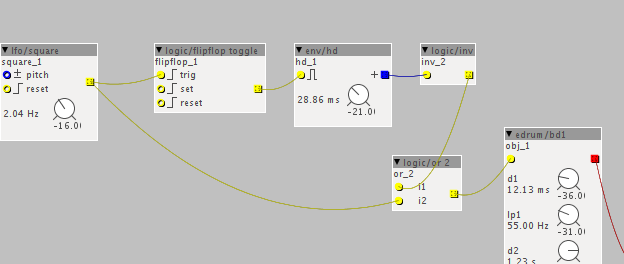 lfo/square
square_1
± pitch
reset
2.04 Hz
-16.0
logic/flipflop toggle
flipflop_1
trig
set
reset
env/hd
hd_1
+
28.86 ms
-21.0
logic/inv
inv_2
logic/or 2
or_2
i1
i2
edrum/bd1
obj_1
d1
12.13 ms
-36.0
lp1
55.00 Hz
-31.0
d2
1.23 s